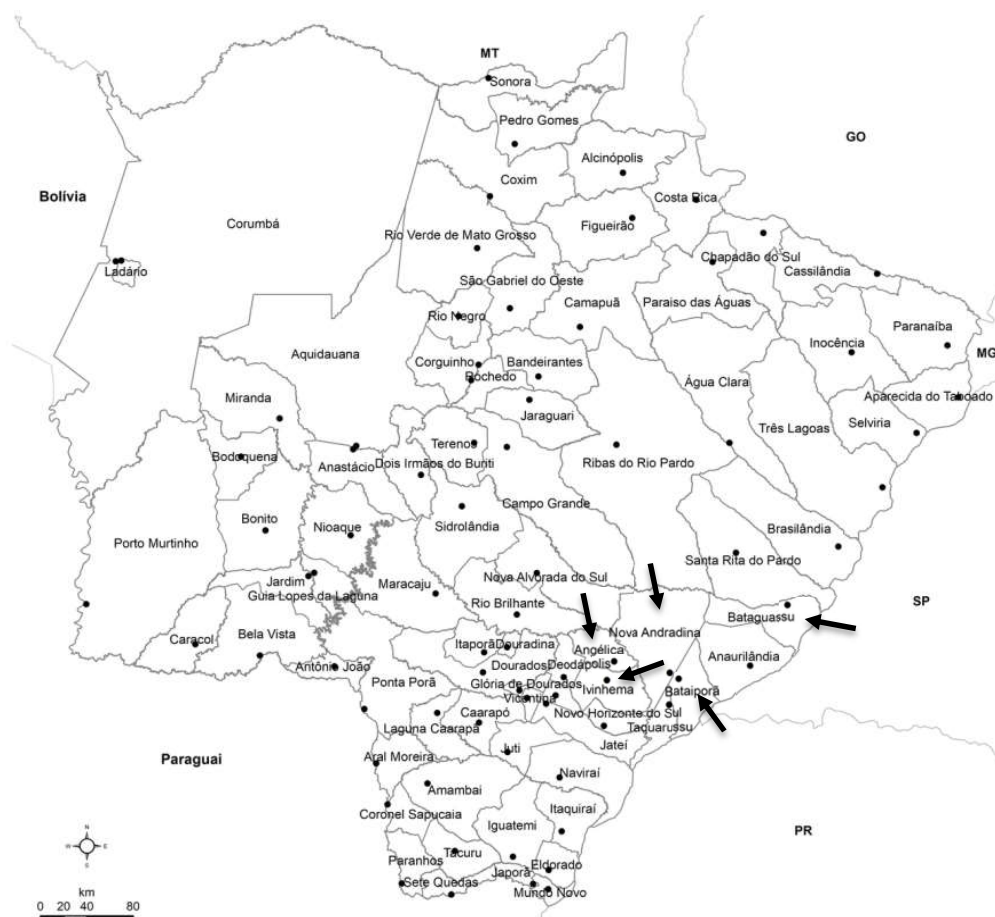 MT
Sonora
Pedro Gomes
GO
Alcinópolis
Coxim
Costa Rica
Bolívia
Corumbá
Figueirão
Rio Verde de Mato Grosso
Chapadão do Sul
Ladário
Cassilândia
São Gabriel do Oeste
Camapuã
Paraiso das Águas
Rio Negro
Paranaíba
Inocência
Aquidauana
MG
Corguinho
Bandeirantes
Rochedo
Água Clara
Miranda
Aparecida do Taboado
Jaraguari
Selviria
Três Lagoas
Terenos
Bodoquena
Dois Irmãos do Buriti
Ribas do Rio Pardo
Anastácio
Campo Grande
Bonito
Nioaque
Sidrolândia
Brasilândia
Porto Murtinho
Santa Rita do Pardo
Jardim
Maracaju
Nova Alvorada do Sul
Guia Lopes da Laguna
SP
Rio Brilhante
Bataguassu
Nova Andradina
Caracol
Bela Vista
Itaporã
Douradina
Angélica
Anaurilândia
Antônio João
Dourados
Deodápolis
Ponta Porã
Glória de Dourados
Ivinhema
Bataiporã
Vicentina
Caarapó
Novo Horizonte do Sul
Laguna Caarapã
Taquarussu
Jateí
Juti
Paraguai
Aral Moreira
Naviraí
Amambai
Itaquiraí
Coronel Sapucaia
Iguatemi
PR
Tacuru
Paranhos
Eldorado
Japorã
Sete Quedas
Mundo Novo
N
W
E
S
km
0 20 40 80